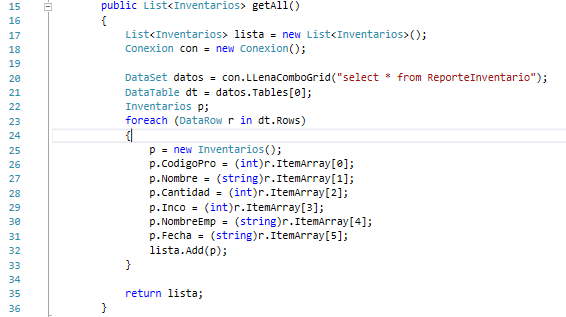 15 public List<Inventarios> getAll()
16 {
17 List<Inventarios> lista = new List<Inventarios>();
18 Conexion con = new Conexion();
19
20 DataSet datos = con.LLenaComboGrid("select * from ReporteInventario");
21 DataTable dt = datos.Tables[0];
22 Inventarios p;
23 foreach (DataRow r in dt.Rows)
24 {
25 p = new Inventarios();
26 p.CodigoPro = (int)r.ItemArray[0];
27 p.Nombre = (string)r.ItemArray[1];
28 p.Cantidad = (int)r.ItemArray[2];
29 p.Inco = (int)r.ItemArray[3];
30 p.NombreEmp = (string)r.ItemArray[4];
31 p.Fecha = (string)r.ItemArray[5];
32 lista.Add(p);
33 }
34
35 return lista;
36 }